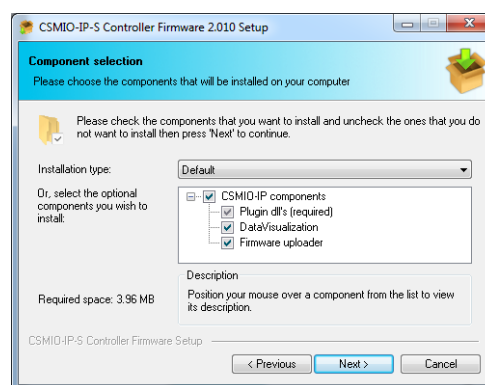 CSMIO-IP-S Controller Firmware 2.010 Setup
Component selection
Please choose the components that will be installed on your computer
Please check the components that you want to install and uncheck the ones that you do
not want to install then press 'Next' to continue.
Installation type:
Default
Or, select the optional
components you wish to
install:
CSMIO-IP components
Plugin dll's (required)
DataVisualization
Firmware uploader
Description
Position your mouse over a component from the list to view
its description.
Required space: 3.96 MB
CSMIO-IP-S Controller Firmware Setup
< Previous
Next >
Cancel